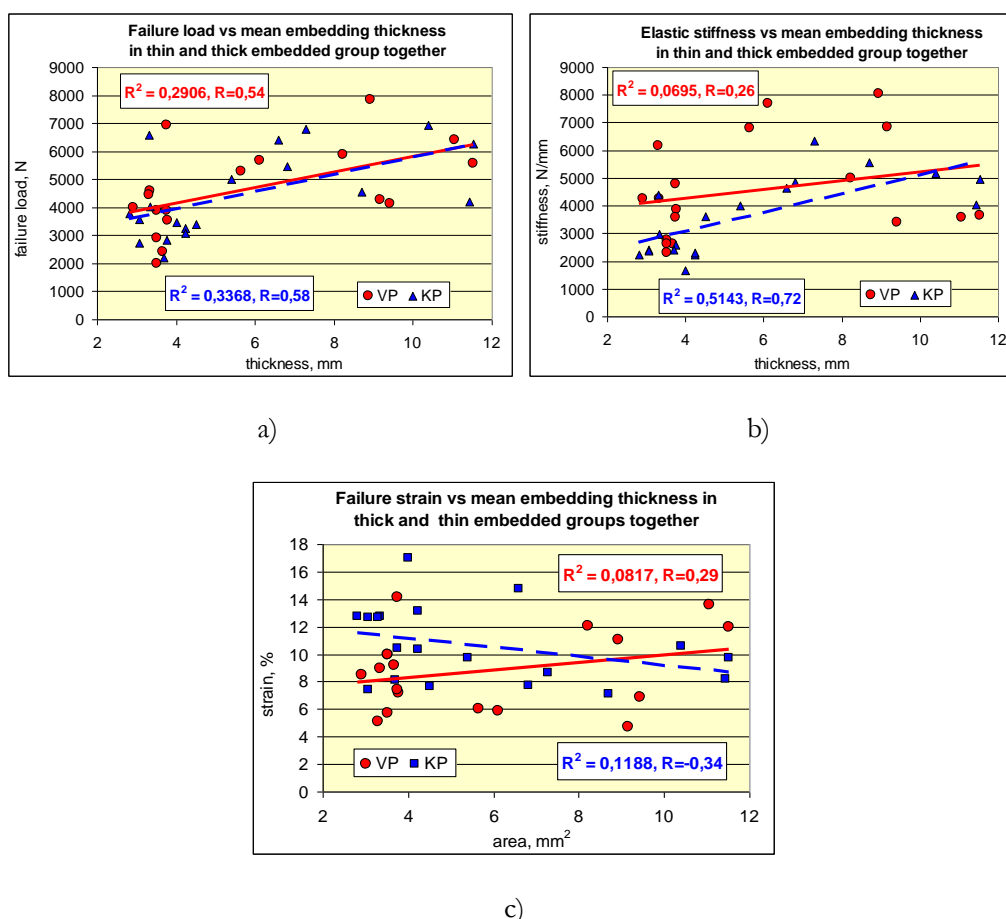 Failure load vs mean embedding thickness
in thin and thick embedded group together
9000
8000
7000
6000
5000
4000
3000
2000
1000
0
failure load, N
R² = 0,2906, R=0,54
R² = 0,3368, R=0,58
VP KP
2 4 6 8 10 12
thickness, mm
a)
Elastic stiffness vs mean embedding thickness
in thin and thick embedded group together
9000
8000
7000
6000
5000
4000
3000
2000
1000
0
stiffness, N/mm
R² = 0,0695, R=0,26
R² = 0,5143, R=0,72
VP KP
2 4 6 8 10 12
thickness, mm
b)
Failure strain vs mean embedding thickness in
thick and thin embedded groups together
18
16
14
12
10
8
6
4
2
0
strain, %
R² = 0,0817, R=0,29
VP KP
R² = 0,1188, R=-0,34
2 4 6 8 10 12
area, mm²
c)